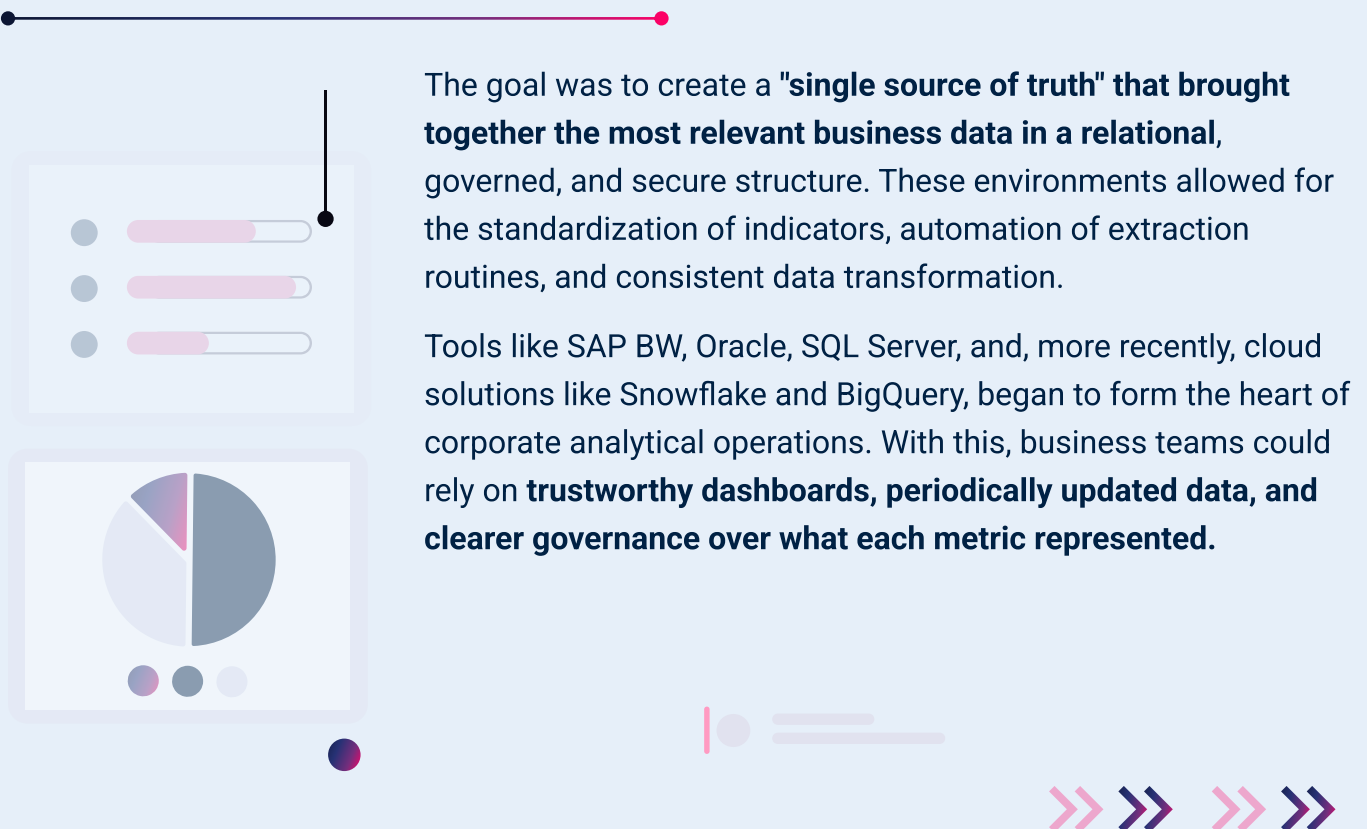 The goal was to create a "single source of truth" that brought
together the most relevant business data in a relational,
governed, and secure structure. These environments allowed for
the standardization of indicators, automation of extraction
routines, and consistent data transformation.
Tools like SAP BW, Oracle, SQL Server, and, more recently, cloud
solutions like Snowflake and BigQuery, began to form the heart of
corporate analytical operations. With this, business teams could
rely on trustworthy dashboards, periodically updated data, and
clearer governance over what each metric represented.